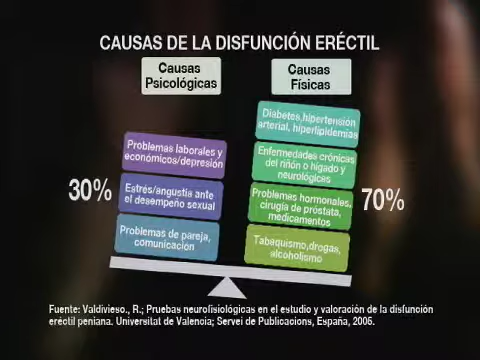 CAUSAS DE LA DISFUNCIÓN ERÉCTIL
Causas
Psicológicas
Causas
Físicas
30%
Problemas laborales y
económicos/depresión
Estrés/angustia ante
el desempeño sexual
Problemas de pareja,
comunicación
Diabetes,hipertensión
arterial, hiperlipidemias
Enfermedades crónicas
del riñón o hígado y
neurológicas
Problemas hormonales,
cirugía de próstata,
medicamentos
Tabaquismo,drogas,
alcoholismo
70%
Fuente: Valdivieso., R.; Pruebas neurofisiológicas en el estudio y valoración de la disfunción
eréctil peniana. Universitat de Valencia; Servei de Publicacions, España, 2005.